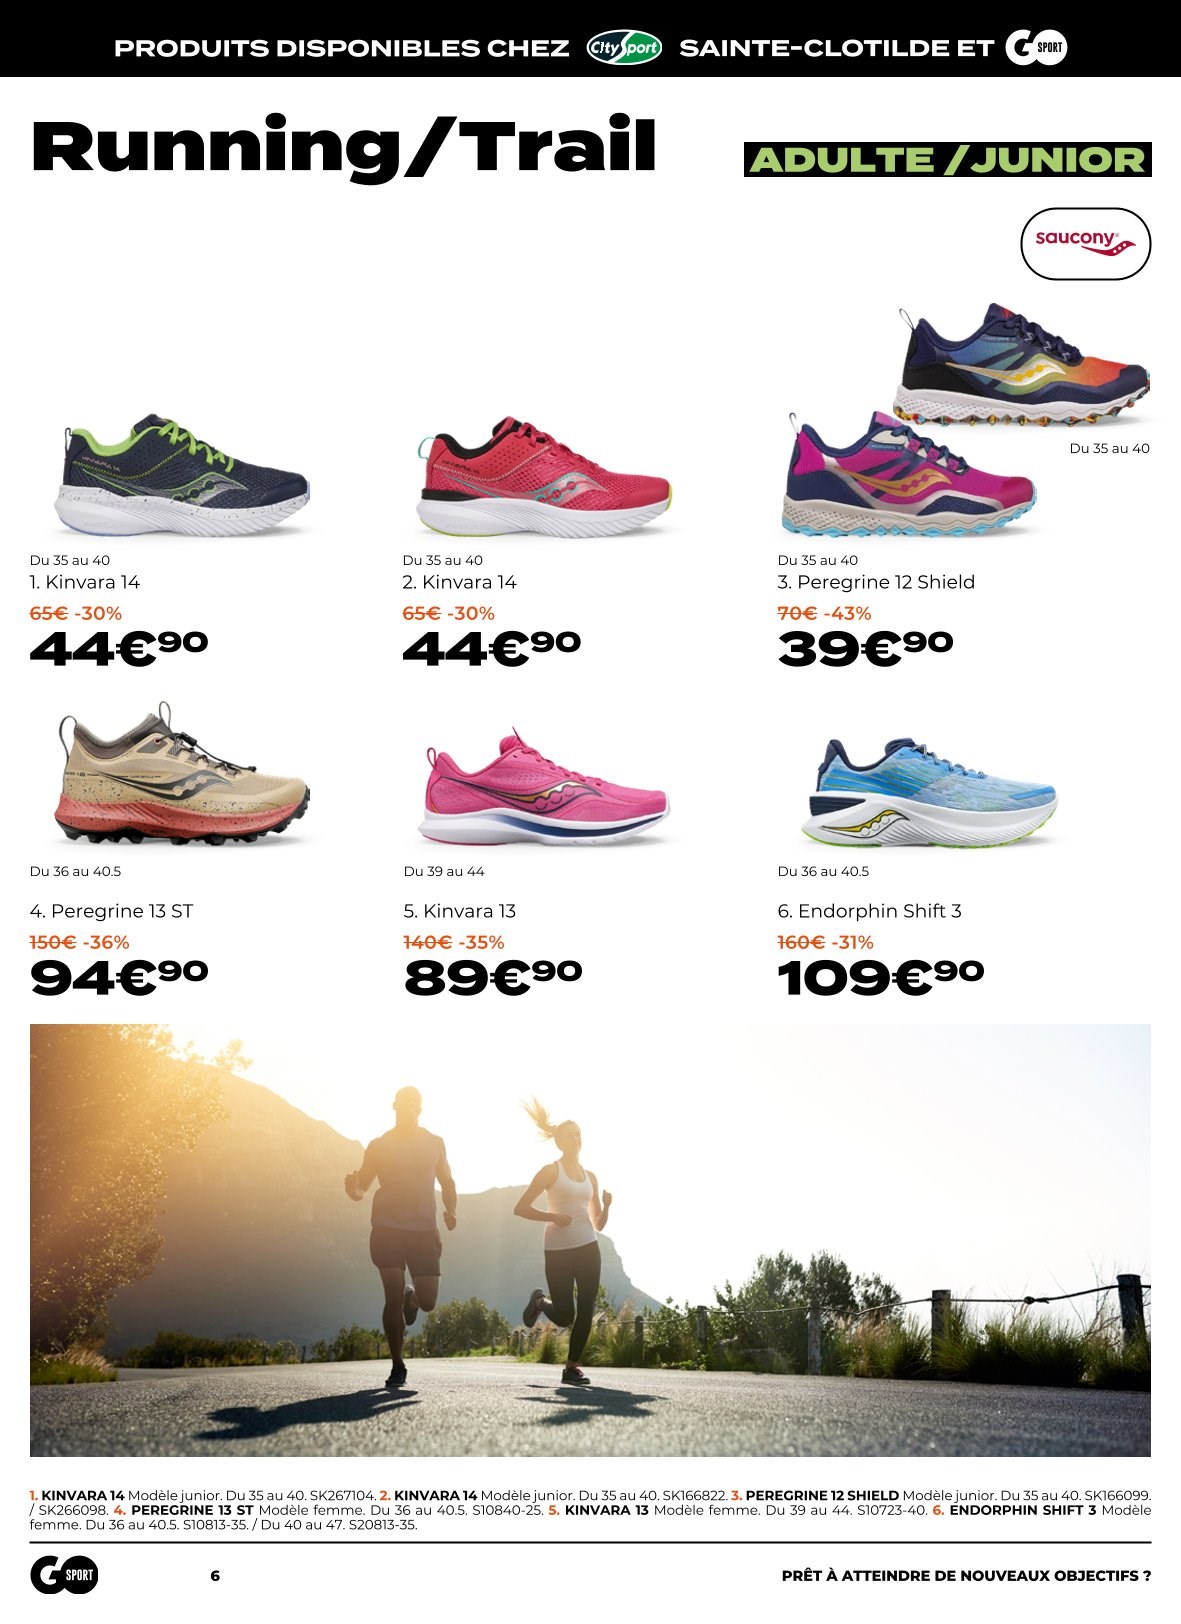 PRODUITS DISPONIBLES CHEZ City Sport SAINTE-CLOTILDE ET GO SPORT
Running/Trail
ADULTE /JUNIOR
saucony
Du 35 au 40
Du 35 au 40
1. Kinvara 14
65€ -30%
44€90
Du 35 au 40
2. Kinvara 14
65€ -30%
44€90
Du 35 au 40
3. Peregrine 12 Shield
70€ -43%
39€90
Du 36 au 40.5
4. Peregrine 13 ST
150€ -36%
94€90
Du 39 au 44
5. Kinvara 13
140€ -35%
89€90
Du 36 au 40.5
6. Endorphin Shift 3
160€ -31%
109€90
1. KINVARA 14 Modèle junior. Du 35 au 40. SK267104. 2. KINVARA 14 Modèle junior. Du 35 au 40. SK166822. 3. PEREGRINE 12 SHIELD Modèle junior. Du 35 au 40. SK166099.
/ SK266098. 4. PEREGRINE 13 ST Modèle femme. Du 36 au 40.5. S10840-25. 5. KINVARA 13 Modèle femme. Du 39 au 44. S10723-40. 6. ENDORPHIN SHIFT 3 Modèle
femme. Du 36 au 40.5. S10813-35. / Du 40 au 47. S20813-35.
GO SPORT
6
PRÊT À ATTEINDRE DE NOUVEAUX OBJECTIFS ?